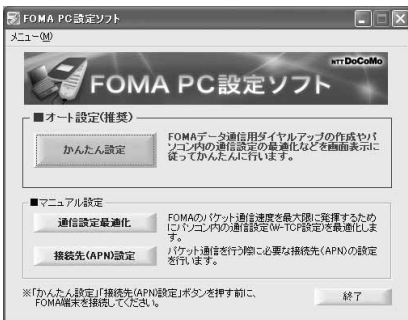 FOMA PC設定ソフト
メニュー(M)
NTT DoCoMo
FOMA PC設定ソフト
■オート設定(推奨)
かんたん設定
FOMAデータ通信用ダイヤルアップの作成やパ
ソコン内の通信設定の最適化などを画面表示に
従ってかんたんに行います。
■マニュアル設定
通信設定最適化
FOMAのパケット通信速度を最大限に発揮するため
にパソコン内の通信設定(W-TCP設定)を最適化しま
す。
接続先(APN)設定
パケット通信を行う際に必要な接続先(APN)の設定
を行います。
※「かんたん設定」「接続先(APN)設定」ボタンを押す前に、
FOMA端末を接続してください。
終了